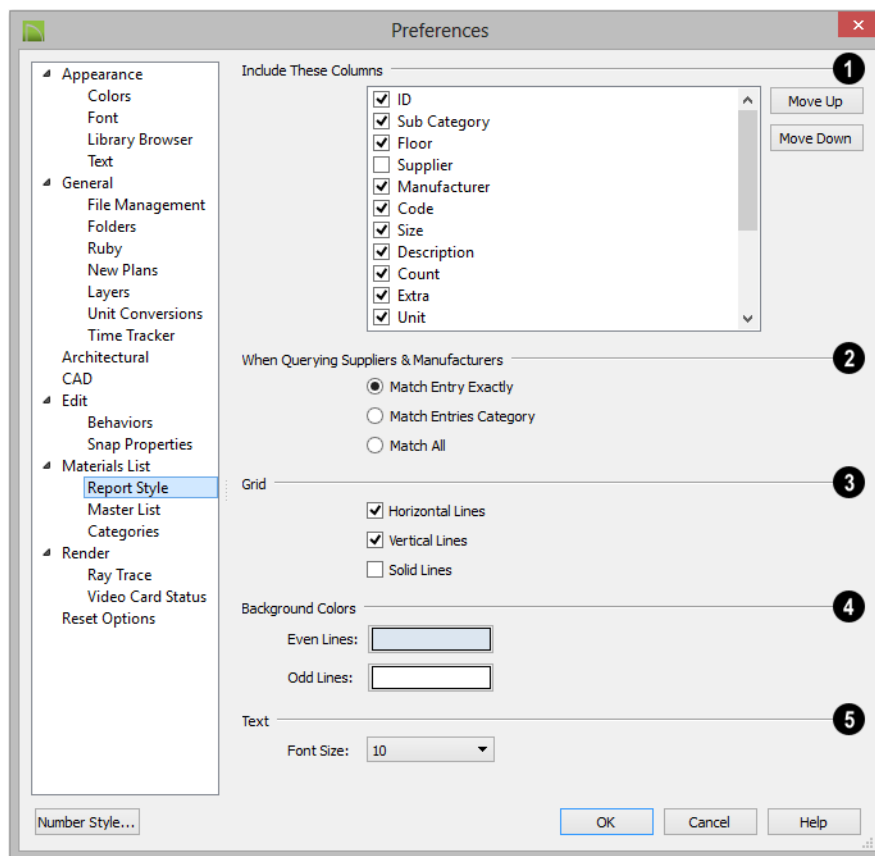 Preferences
Appearance
Colors
Font
Library Browser
Text
General
File Management
Folders
Ruby
New Plans
Layers
Unit Conversions
Time Tracker
Architectural
CAD
Edit
Behaviors
Snap Properties
Materials List
Report Style
Master List
Categories
Render
Ray Trace
Video Card Status
Reset Options
Include These Columns
1
ID
Sub Category
Floor
Supplier
Manufacturer
Code
Size
Description
Count
Extra
Unit
Move Up
Move Down
When Querying Suppliers & Manufacturers
2
Match Entry Exactly
Match Entries Category
Match All
Grid
3
Horizontal Lines
Vertical Lines
Solid Lines
Background Colors
4
Even Lines:
Odd Lines:
Text
5
Font Size: 10
Number Style... OK Cancel Help